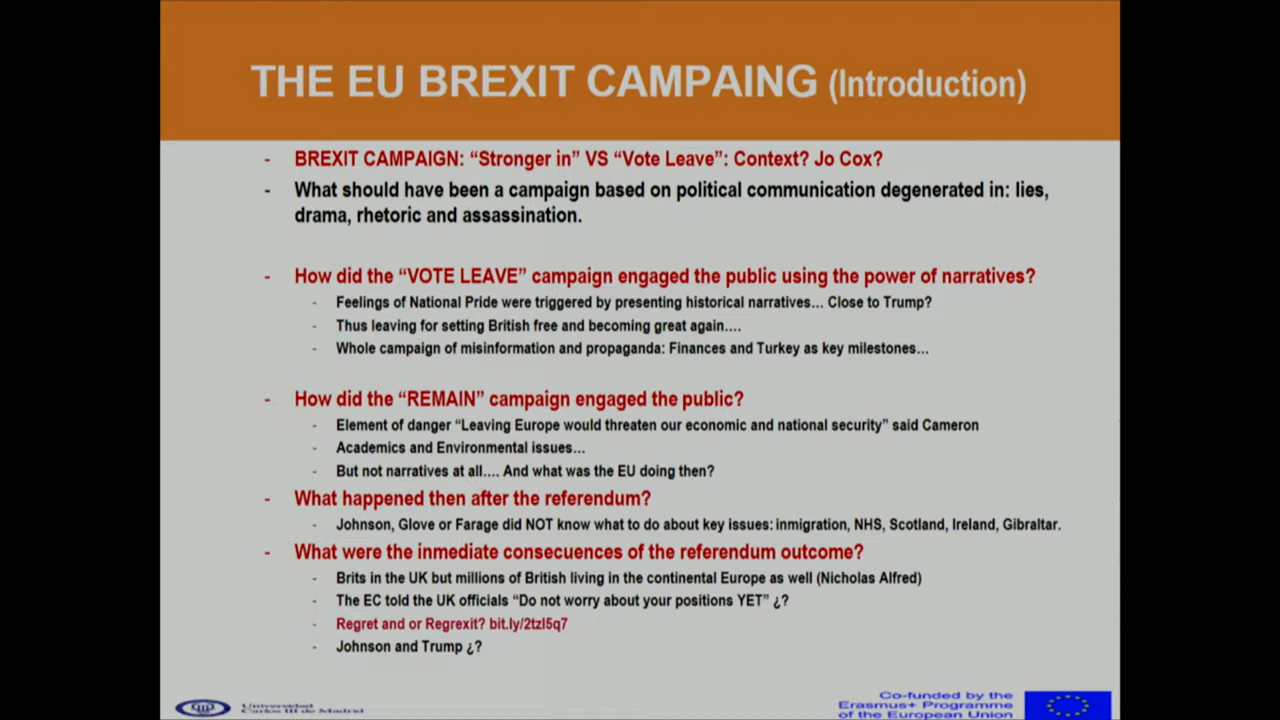 THE EU BREXIT CAMPAING (Introduction)
- BREXIT CAMPAIGN: “Stronger in” VS “Vote Leave”: Context? Jo Cox?
- What should have been a campaign based on political communication degenerated in: lies,
drama, rhetoric and assassination.
- How did the “VOTE LEAVE” campaign engaged the public using the power of narratives?
- Feelings of National Pride were triggered by presenting historical narratives… Close to Trump?
- Thus leaving for setting British free and becoming great again….
- Whole campaign of misinformation and propaganda: Finances and Turkey as key milestones…
- How did the “REMAIN” campaign engaged the public?
- Element of danger “Leaving Europe would threaten our economic and national security” said Cameron
- Academics and Environmental issues…
- But not narratives at all…. And what was the EU doing then?
- What happened then after the referendum?
- Johnson, Glove or Farage did NOT know what to do about key issues: inmigration, NHS, Scotland, Ireland, Gibraltar.
- What were the inmediate consecuences of the referendum outcome?
- Brits in the UK but millions of British living in the continental Europe as well (Nicholas Alfred)
- The EC told the UK officials “Do not worry about your positions YET” ¿?
- Regret and or Regrexit? bit.ly/2tzI5q7
- Johnson and Trump ¿?
Universidad
Carlos III de Madrid
Co-funded by the
Erasmus+ Programme
of the European Union